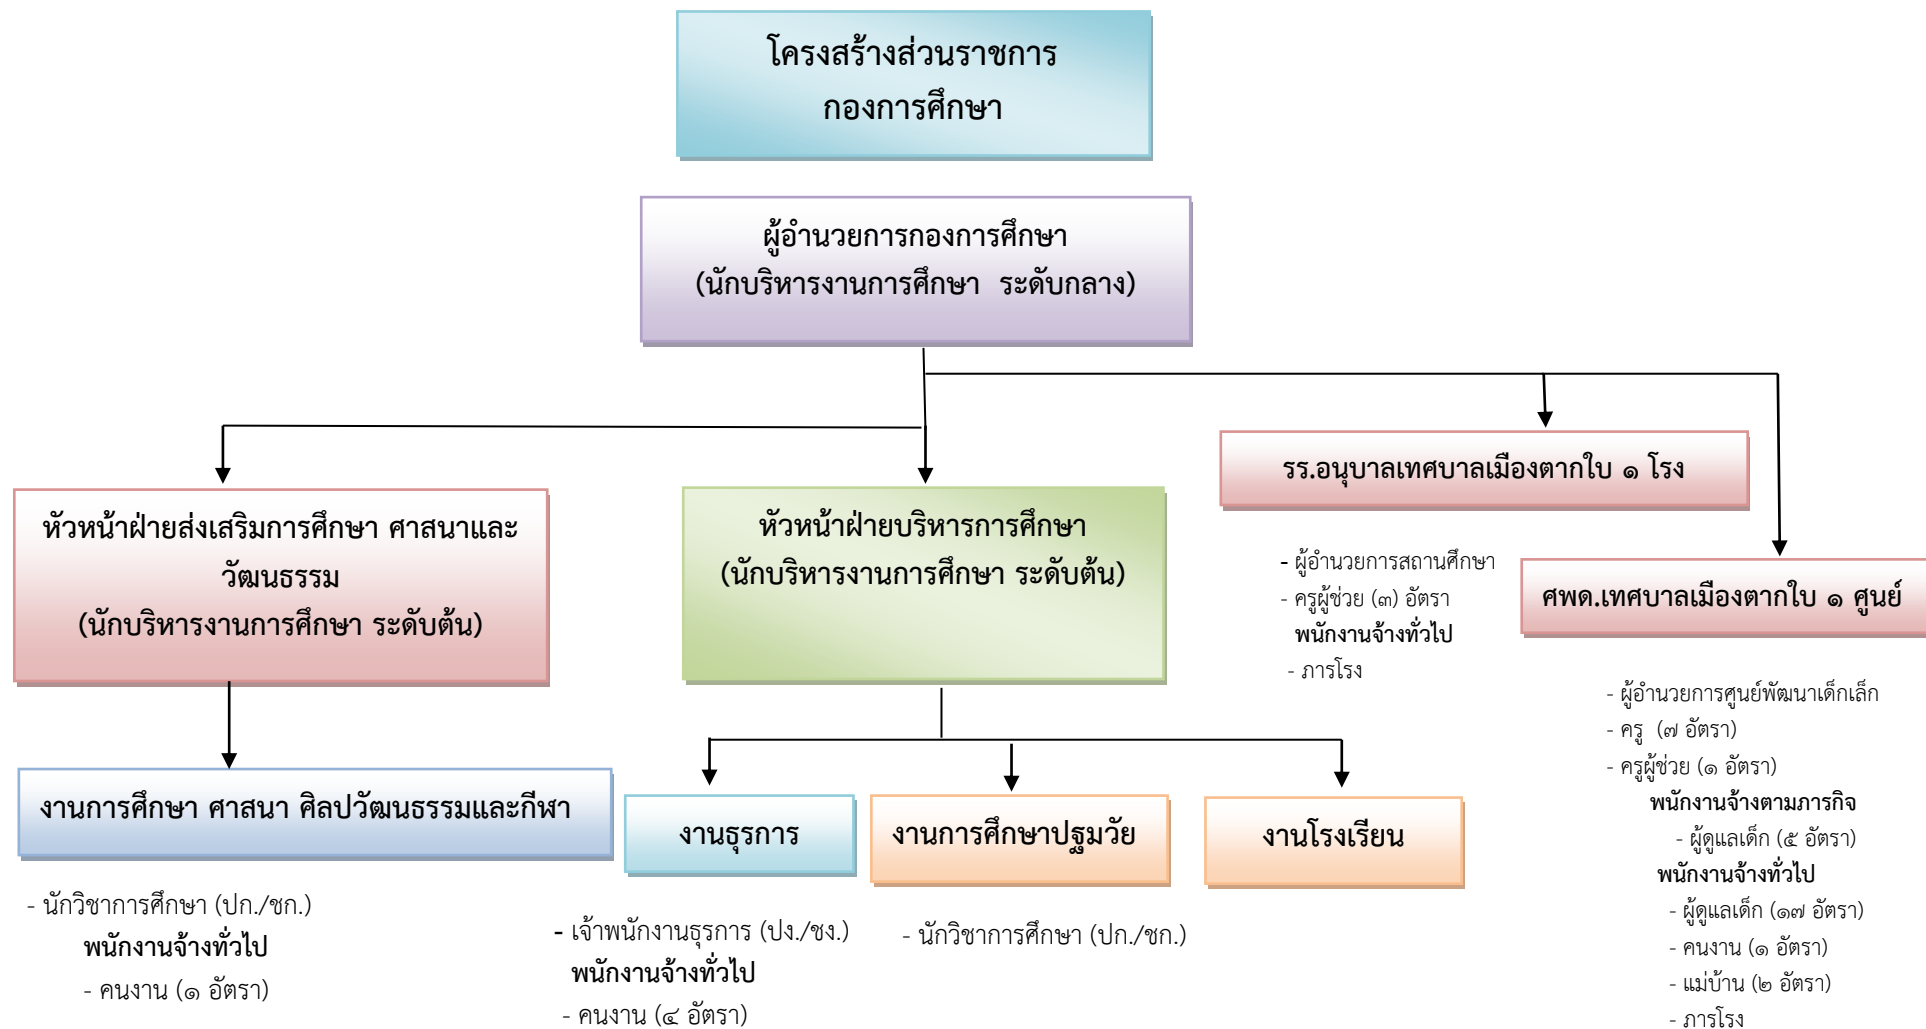 โครงสร้างส่วนราชการ
กองการศึกษา
ผู้อำนวยการกองการศึกษา
(นักบริหารงานการศึกษา ระดับกลาง)
หัวหน้าฝ่ายส่งเสริมการศึกษา ศาสนาและ
วัฒนธรรม
(นักบริหารงานการศึกษา ระดับต้น)
งานการศึกษา ศาสนา ศิลปวัฒนธรรมและกีฬา
- นักวิชาการศึกษา (ปก./ชก.)
พนักงานจ้างทั่วไป
- คนงาน (๑ อัตรา)
หัวหน้าฝ่ายบริหารการศึกษา
(นักบริหารงานการศึกษา ระดับต้น)
งานธุรการ
- เจ้าพนักงานธุรการ (ปง./ชง.)
พนักงานจ้างทั่วไป
- คนงาน (๔ อัตรา)
งานการศึกษาปฐมวัย
- นักวิชาการศึกษา (ปก./ชก.)
งานโรงเรียน
รร.อนุบาลเทศบาลเมืองตากใบ ๑ โรง
- ผู้อำนวยการสถานศึกษา
- ครูผู้ช่วย (๓) อัตรา
พนักงานจ้างทั่วไป
- ภารโรง
ศพด.เทศบาลเมืองตากใบ ๑ ศูนย์
- ผู้อำนวยการศูนย์พัฒนาเด็กเล็ก
- ครู (๗ อัตรา)
- ครูผู้ช่วย (๑ อัตรา)
พนักงานจ้างตามภารกิจ
- ผู้ดูแลเด็ก (๕ อัตรา)
พนักงานจ้างทั่วไป
- ผู้ดูแลเด็ก (๑๗ อัตรา)
- คนงาน (๑ อัตรา)
- แม่บ้าน (๒ อัตรา)
- ภารโรง